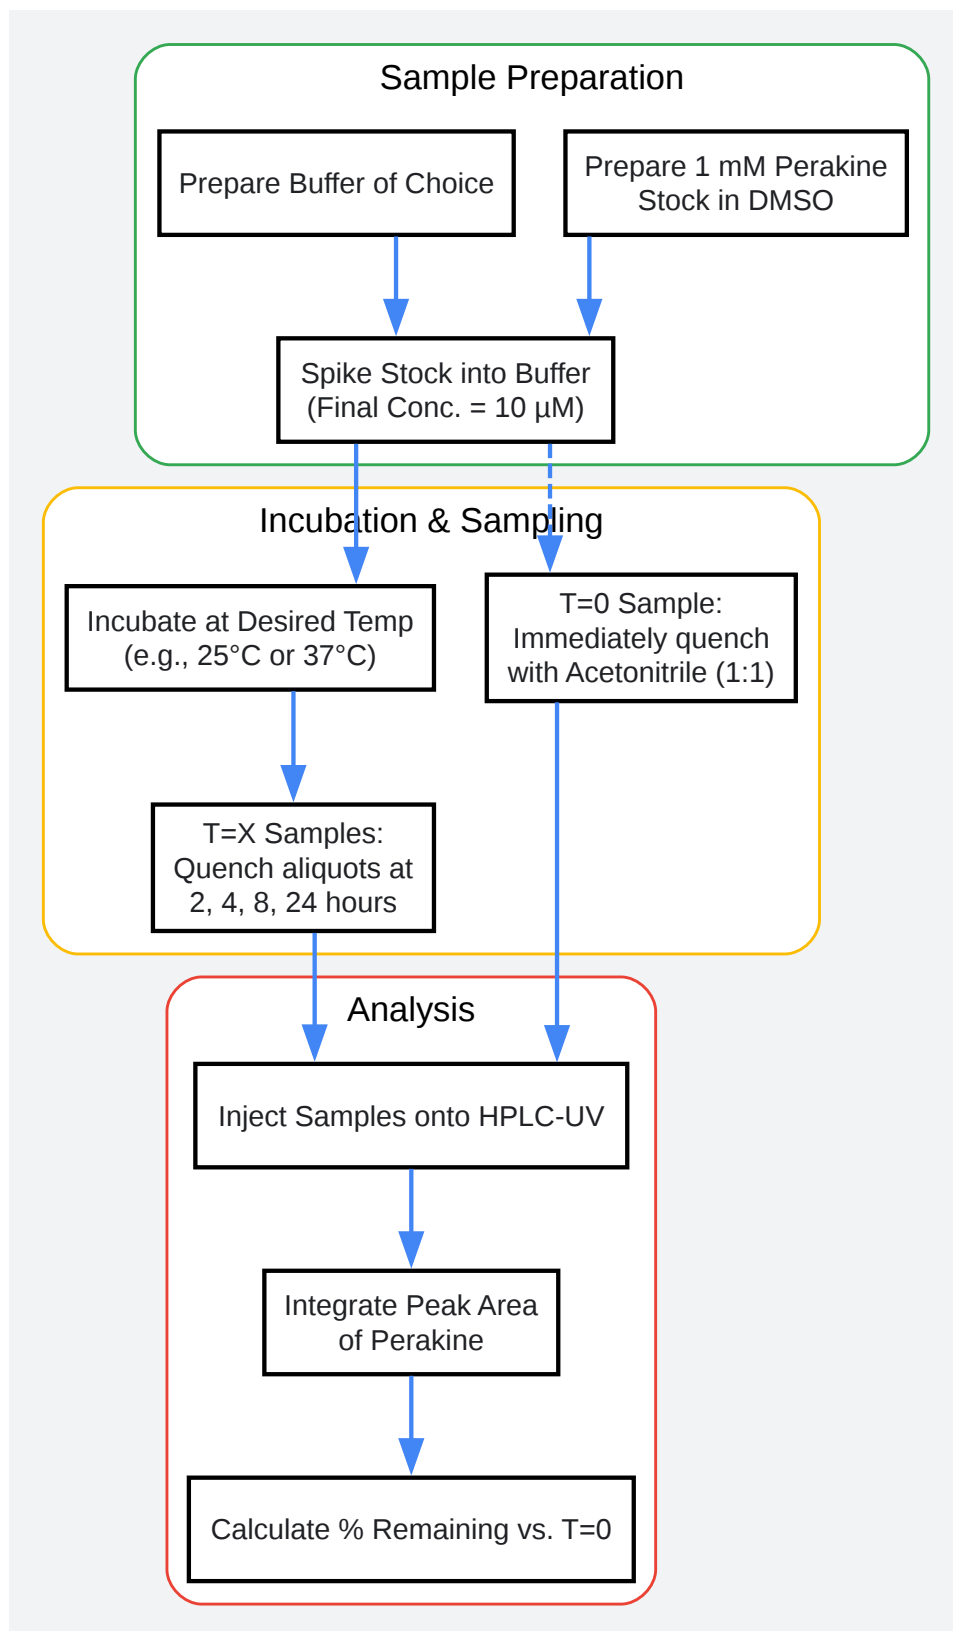 Sample Preparation
Prepare Buffer of Choice
Prepare 1 mM Perakine
Stock in DMSO
Spike Stock into Buffer
(Final Conc. = 10 µM)
Incubation & Sampling
Incubate at Desired Temp
(e.g., 25°C or 37°C)
T=0 Sample:
Immediately quench
with Acetonitrile (1:1)
T=X Samples:
Quench aliquots at
2, 4, 8, 24 hours
Analysis
Inject Samples onto HPLC-UV
Integrate Peak Area
of Perakine
Calculate % Remaining vs. T=0